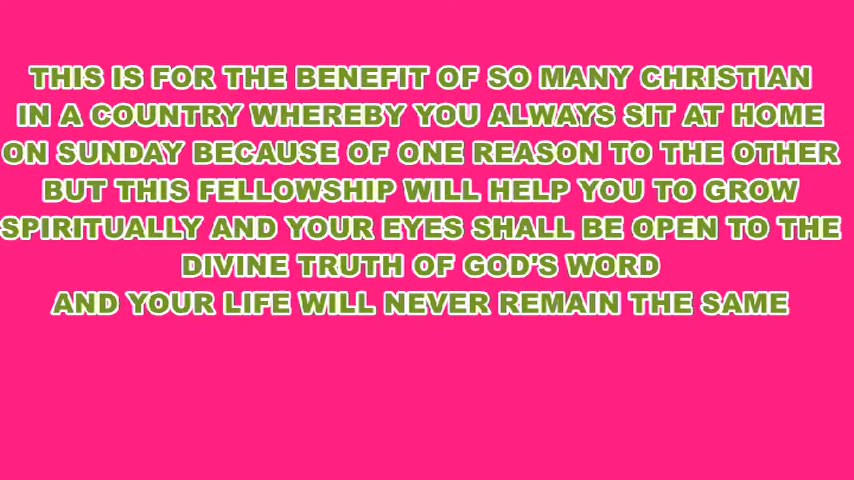 THIS IS FOR THE BENEFIT OF SO MANY CHRISTIAN
IN A COUNTRY WHEREBY YOU ALWAYS SIT AT HOME
ON SUNDAY BECAUSE OF ONE REASON TO THE OTHER
BUT THIS FELLOWSHIP WILL HELP YOU TO GROW
SPIRITUALLY AND YOUR EYES SHALL BE OPEN TO THE
DIVINE TRUTH OF GOD'S WORD
AND YOUR LIFE WILL NEVER REMAIN THE SAME